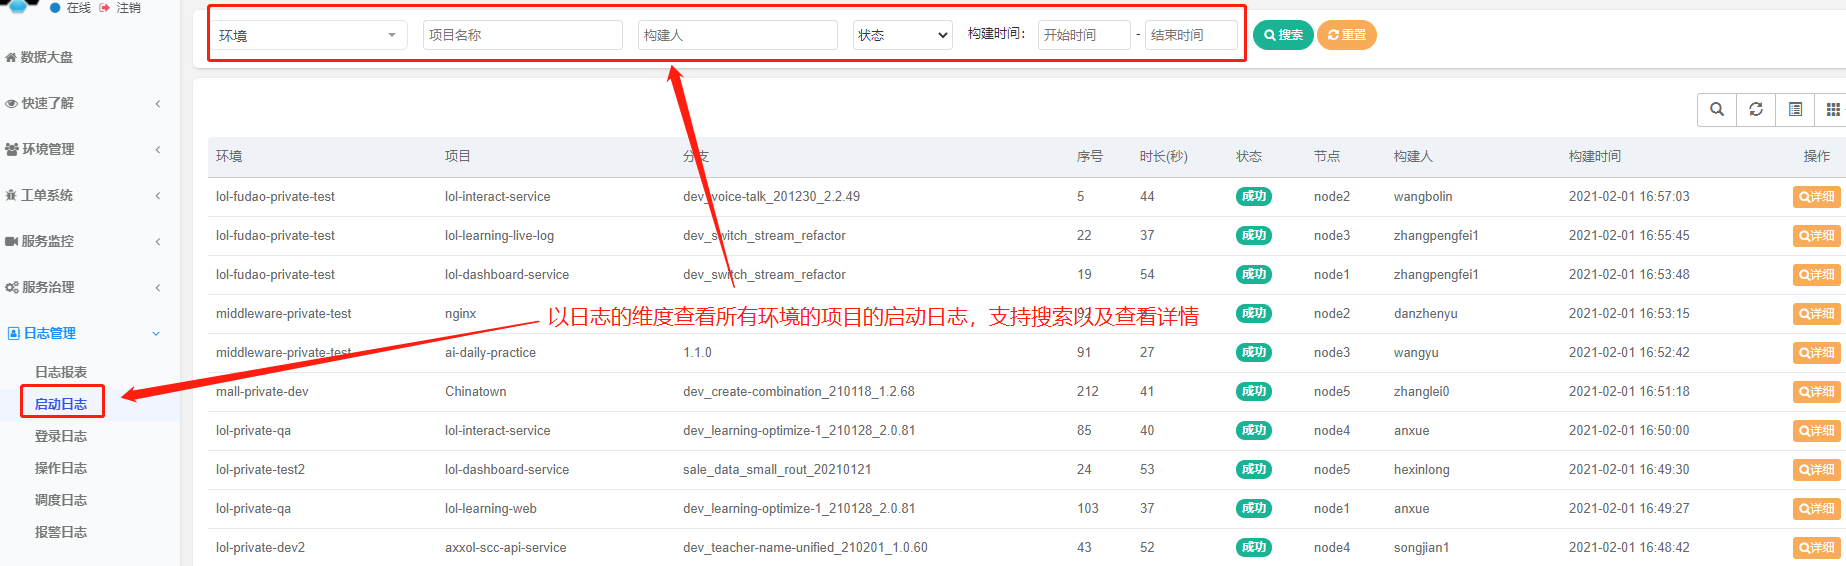 在线 注销
数据大盘
快速了解
环境管理
工单系统
服务监控
服务治理
日志管理
日志报表
启动日志
登录日志
操作日志
调度日志
报警日志
环境 项目名称 构建人 状态 构建时间： 开始时间 - 结束时间 搜索 重置
环境 项目 分支 序号 时长(秒) 状态 节点 构建人 构建时间 操作
lol-fudao-private-test lol-interact-service dev_voice-talk_201230_2.2.49 5 44 成功 node2 wangbolin 2021-02-01 16:57:03 详细
lol-fudao-private-test lol-learning-live-log dev_switch_stream_refactor 22 37 成功 node3 zhangpengfei1 2021-02-01 16:55:45 详细
lol-fudao-private-test lol-dashboard-service dev_switch_stream_refactor 19 54 成功 node1 zhangpengfei1 2021-02-01 16:53:48 详细
middleware-private-test nginx 92 成功 node2 danzhenyu 2021-02-01 16:53:15 详细
以日志的维度查看所有环境的项目的启动日志，支持搜索以及查看详情
middleware-private-test ai-daily-practice 1.1.0 91 27 成功 node3 wangyu 2021-02-01 16:52:42 详细
mall-private-dev Chinatown dev_create-combination_210118_1.2.68 212 41 成功 node5 zhanglei0 2021-02-01 16:51:18 详细
lol-private-qa lol-interact-service dev_learning-optimize-1_210128_2.0.81 85 40 成功 node4 anxue 2021-02-01 16:50:00 详细
lol-private-test2 lol-dashboard-service sale_data_small_rout_20210121 24 53 成功 node5 hexinlong 2021-02-01 16:49:30 详细
lol-private-qa lol-learning-web dev_learning-optimize-1_210128_2.0.81 103 37 成功 node1 anxue 2021-02-01 16:49:27 详细
lol-private-dev2 axxol-scc-api-service dev_teacher-name-unified_210201_1.0.60 43 52 成功 node4 songjian1 2021-02-01 16:48:42 详细